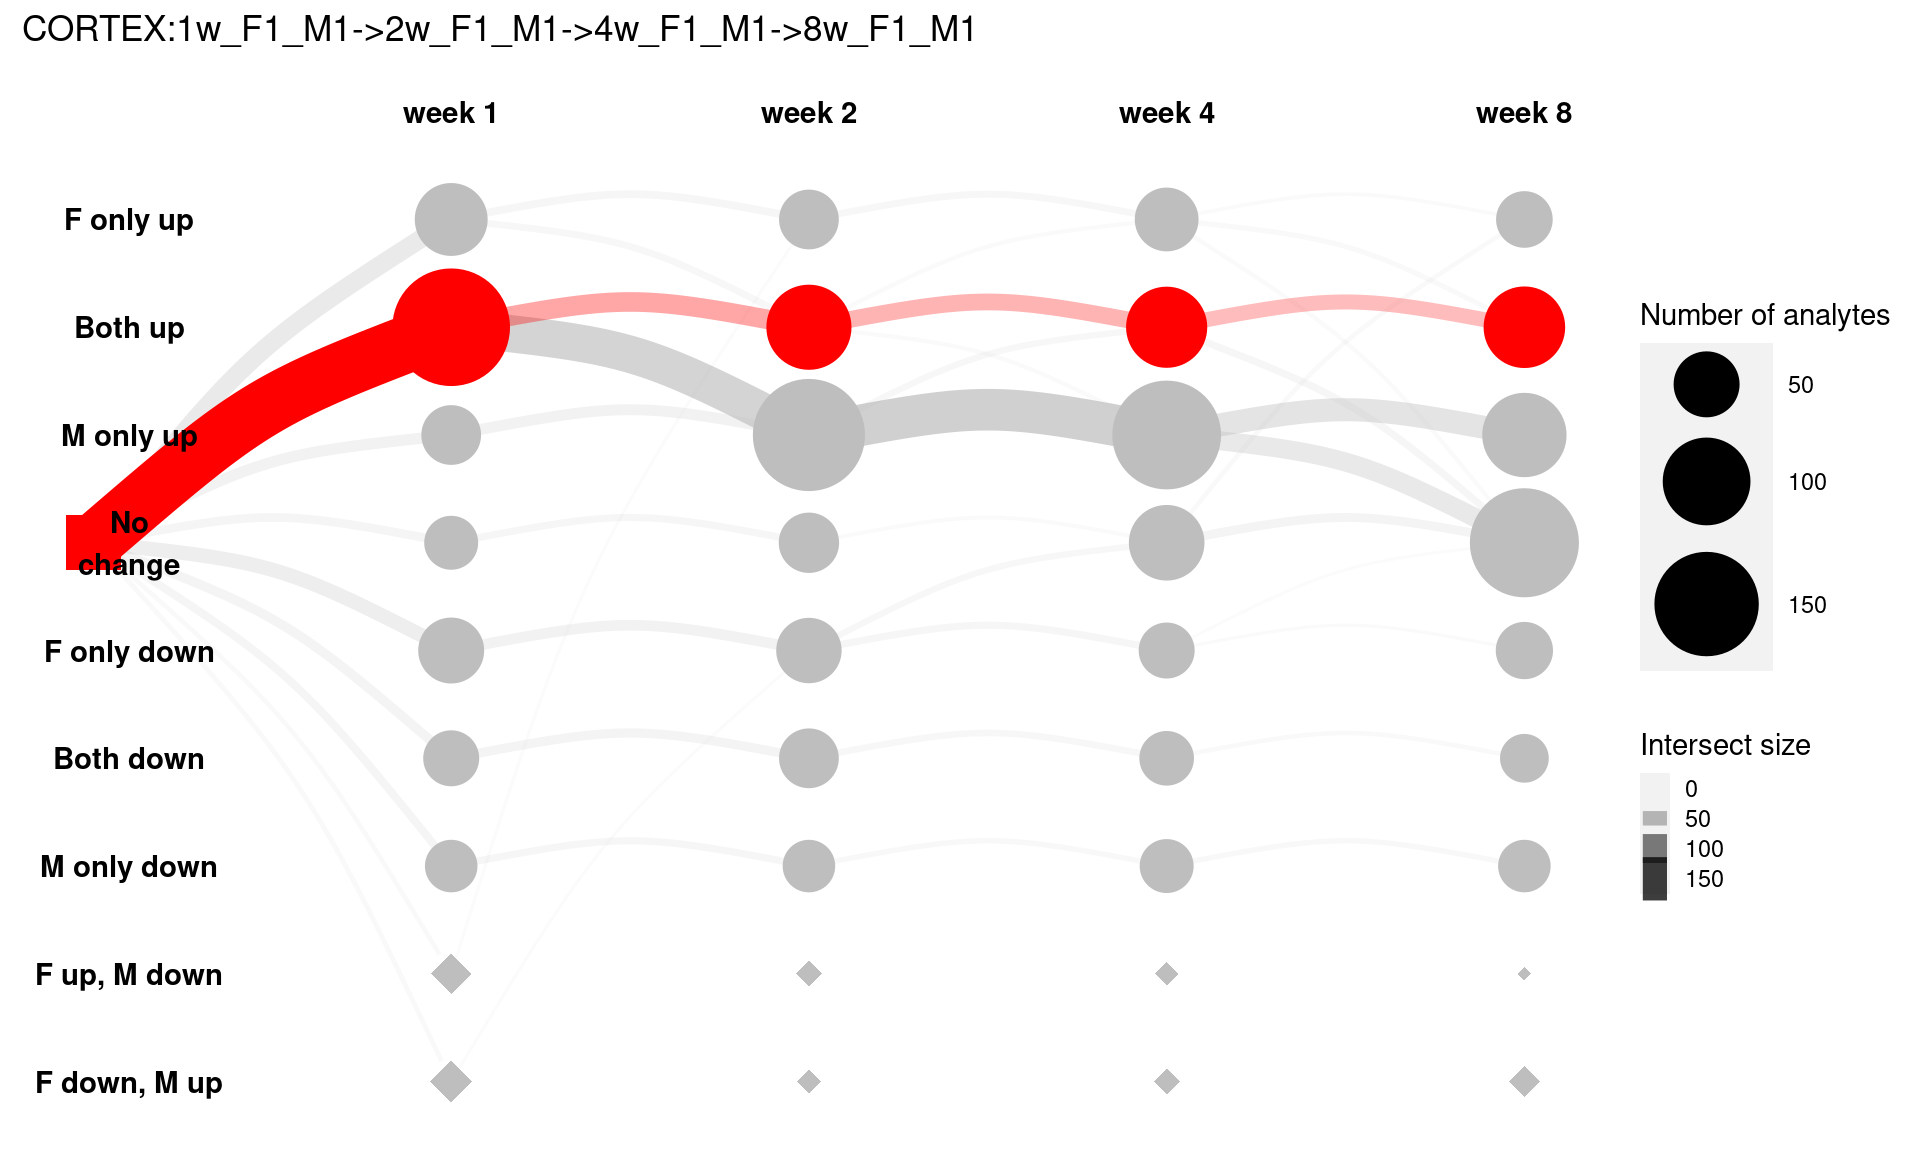 CORTEX:1w_F1_M1->2w_F1_M1->4w_F1_M1->8w_F1_M1
week 1
week 2
week 4
week 8
F only up
Both up
M only up
No
change
F only down
Both down
M only down
F up, M down
F down, M up
Number of analytes
50
100
150
Intersect size
0
50
100
150